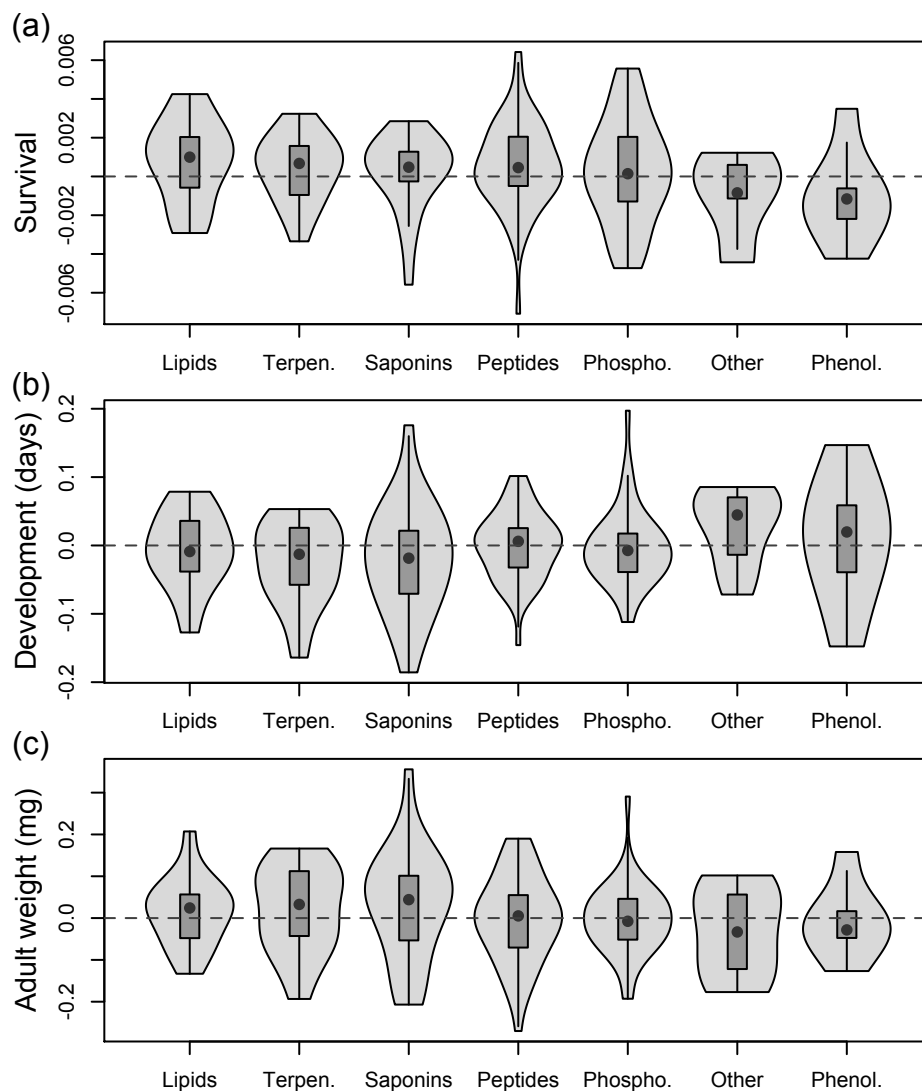 (a)
Survival
0.006
0.002
-0.002
-0.006
Lipids Terpen. Saponins Peptides Phospho. Other Phenol.
(b)
Development (days)
0.2
0.1
0.0
-0.1
-0.2
Lipids Terpen. Saponins Peptides Phospho. Other Phenol.
(c)
Adult weight (mg)
0.2
0.0
-0.2
Lipids Terpen. Saponins Peptides Phospho. Other Phenol.